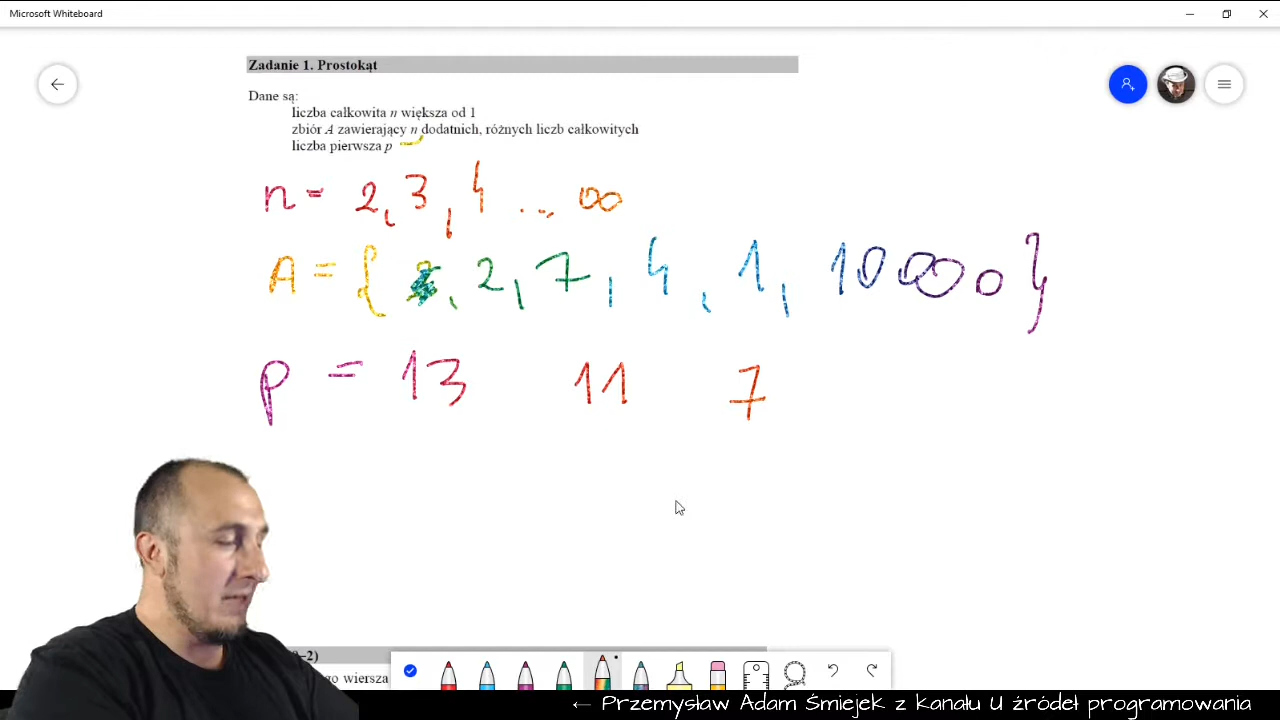 Microsoft Whiteboard
Zadanie 1. Prostokąt
Dane są:
liczba całkowita n większa od 1
zbiór A zawierający n dodatnich, różnych liczb całkowitych
liczba pierwsza p
n = 2, 3, 4 ... ∞
A = { , 2, 7, 4, 1, 10000 }
p = 13 11 7
–2)
go wiersza
← Przemysław Adam Śmiejek z kanału U źródeł programowania